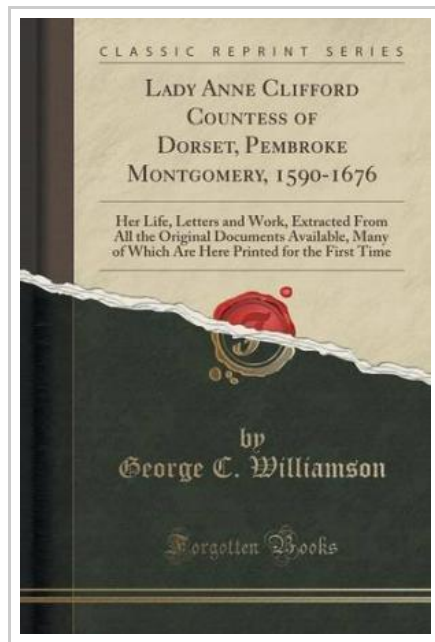 CLASSIC REPRINT SERIES
LADY ANNE CLIFFORD
COUNTESS OF
DORSET, PEMBROKE
MONTGOMERY, 1590-1676
Her Life, Letters and Work, Extracted From
All the Original Documents Available, Many
of Which Are Here Printed for the First Time
by
George C. Williamson
Forgotten Books